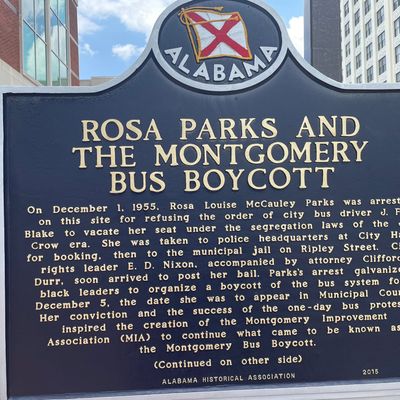 ALABAMA
ROSA PARKS AND
THE MONTGOMERY
BUS BOYCOTT
On December 1, 1955, Rosa Louise McCauley Parks was arrest
on this site for refusing the order of city bus driver J. F
Blake to vacate her seat under the segregation laws of the
Crow era. She was taken to police headquarters at City Ha
for booking, then to the municipal jail on Ripley Street. Ci
rights leader E. D. Nixon, accompanied by attorney Clifford
Durr, soon arrived to post her bail. Parks's arrest galvaniz
black leaders to organize a boycott of the bus system fo
December 5, the date she was to appear in Municipal Cou
Her conviction and the success of the one-day bus protes
inspired the creation of the Montgomery Improvement
Association (MIA) to continue what came to be known as
the Montgomery Bus Boycott.
(Continued on other side)
ALABAMA HISTORICAL ASSOCIATION 2015